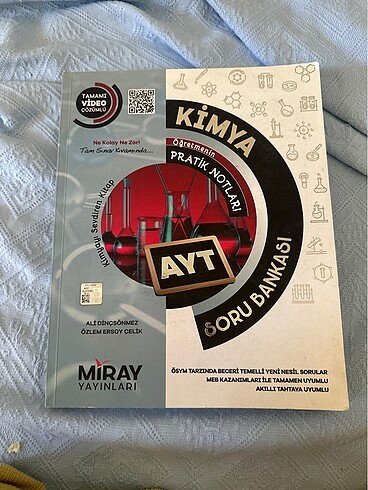 TAMAMI
VİDEO
ÇÖZÜMLÜ
Ne Kolay Ne Zor!
Tam Sınav Kıvamında...
KİMYA
Öğretmenin
PRATİK NOTLARI
Kimyayı Sevdiren Kitap
AYT
SORU BANKASI
ALİ DİNÇSÖNMEZ
ÖZLEM ERSOY ÇELİK
MİRAY
YAYINLARI
ÖSYM TARZINDA BECERİ TEMELLİ YENİ NESİL SORULAR
MEB KAZANIMLARI İLE TAMAMEN UYUMLU
AKILLI TAHTAYA UYUMLU